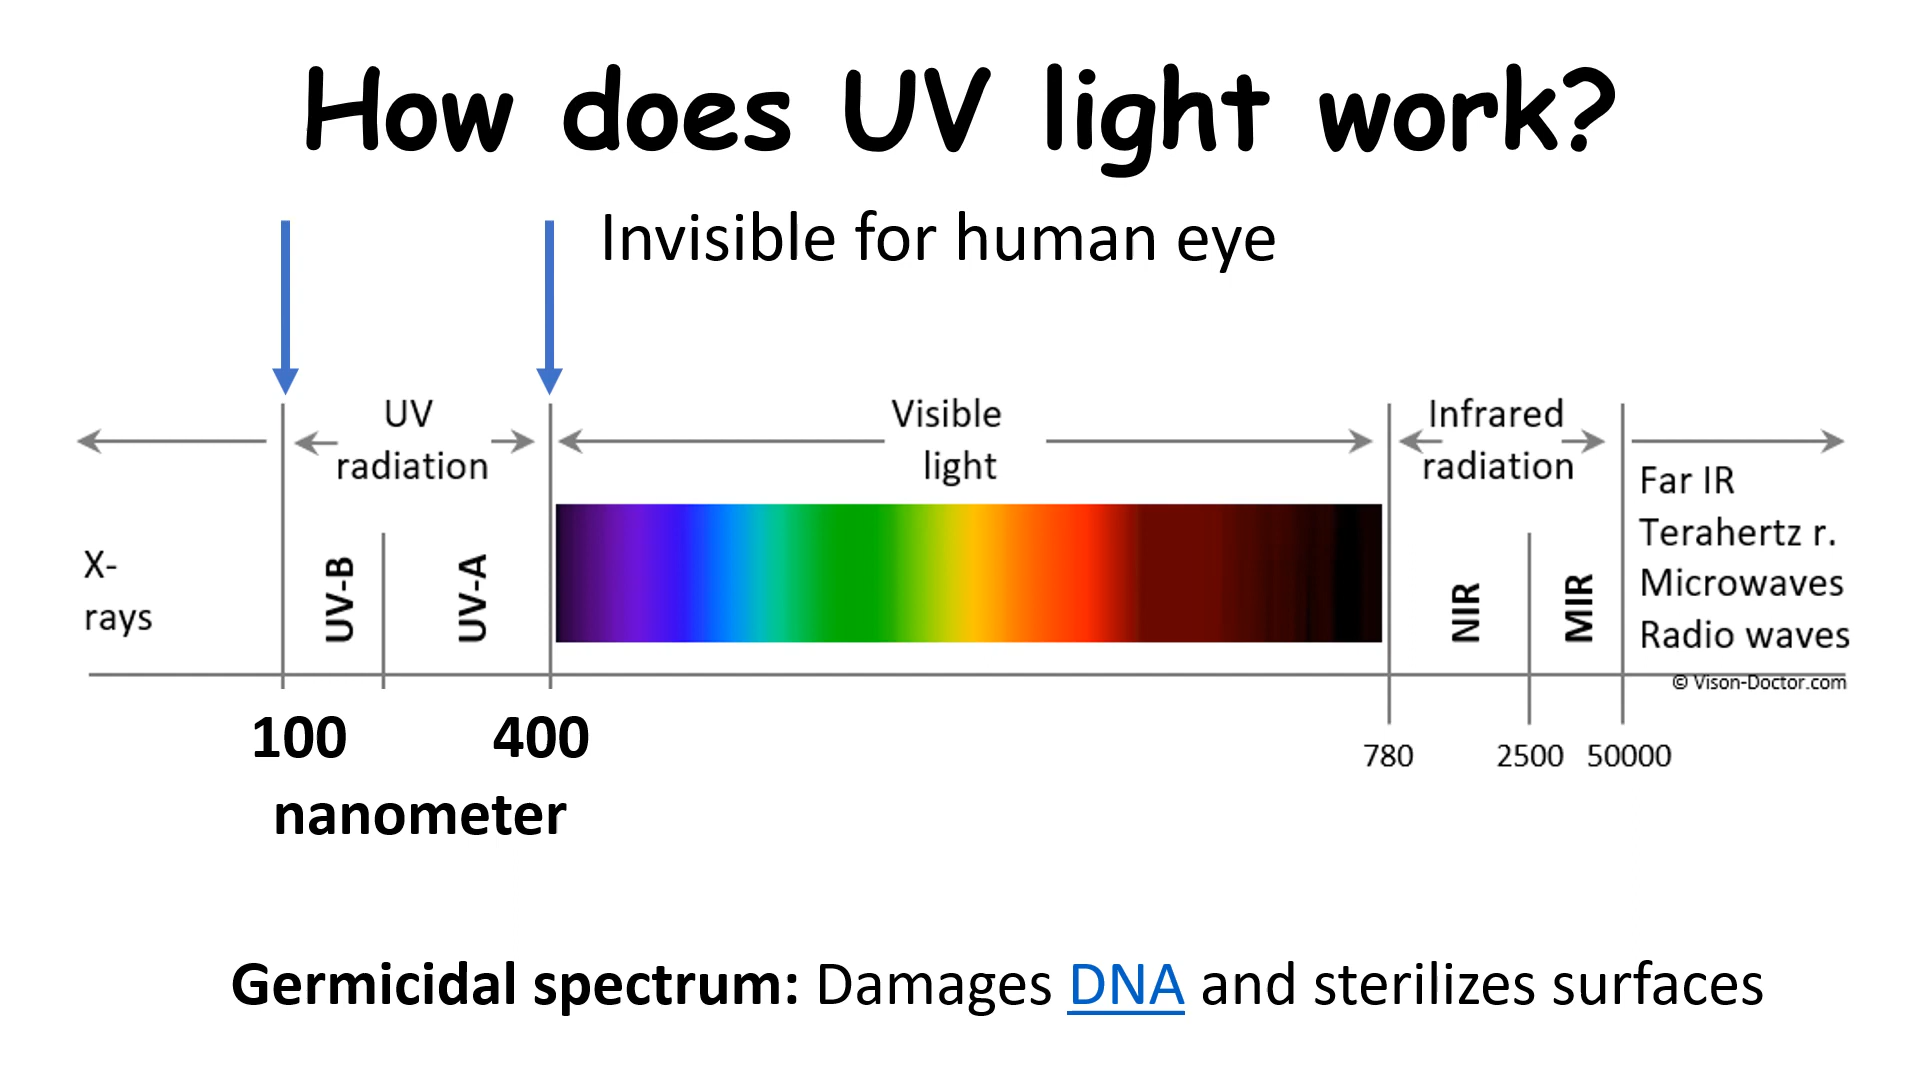 How does UV light work?
Invisible for human eye
UV
radiation
Visible
light
Infrared
radiation
X-
rays
UV-B
UV-A
NIR
MIR
Far IR
Terahertz r.
Microwaves
Radio waves
© Vison-Doctor.com
100
400
780
2500
50000
nanometer
Germicidal spectrum: Damages DNA and sterilizes surfaces